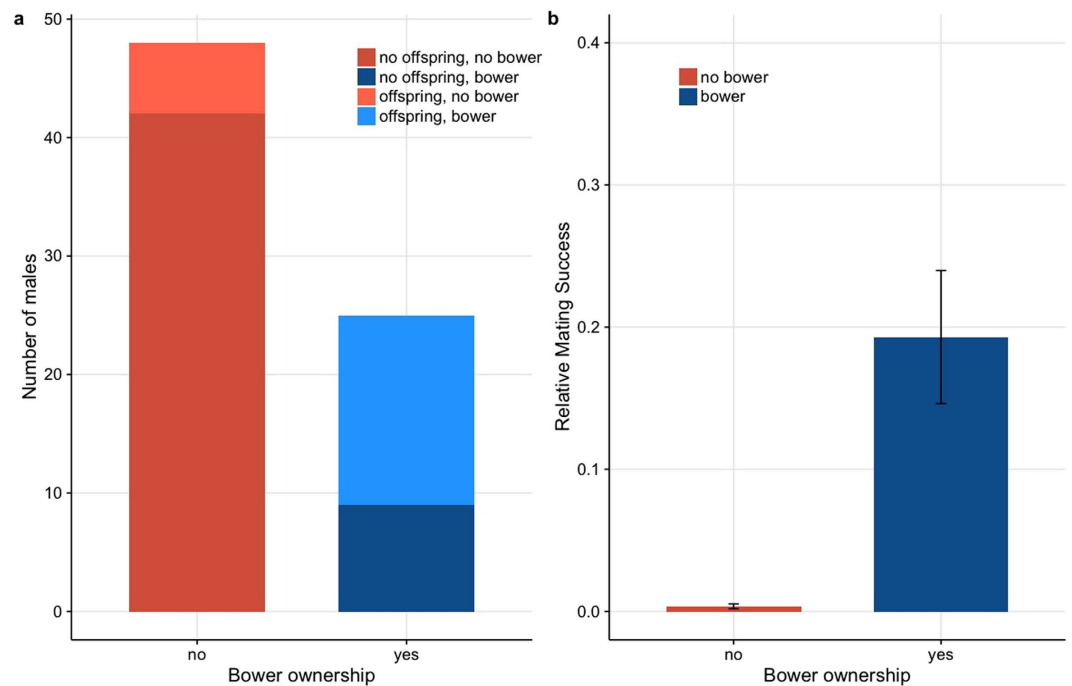 a
50
40
30
20
10
0
Number of males
no offspring, no bower
no offspring, bower
offspring, no bower
offspring, bower
no
yes
Bower ownership
b
0.4
0.3
0.2
0.1
0.0
Relative Mating Success
no bower
bower
no
yes
Bower ownership